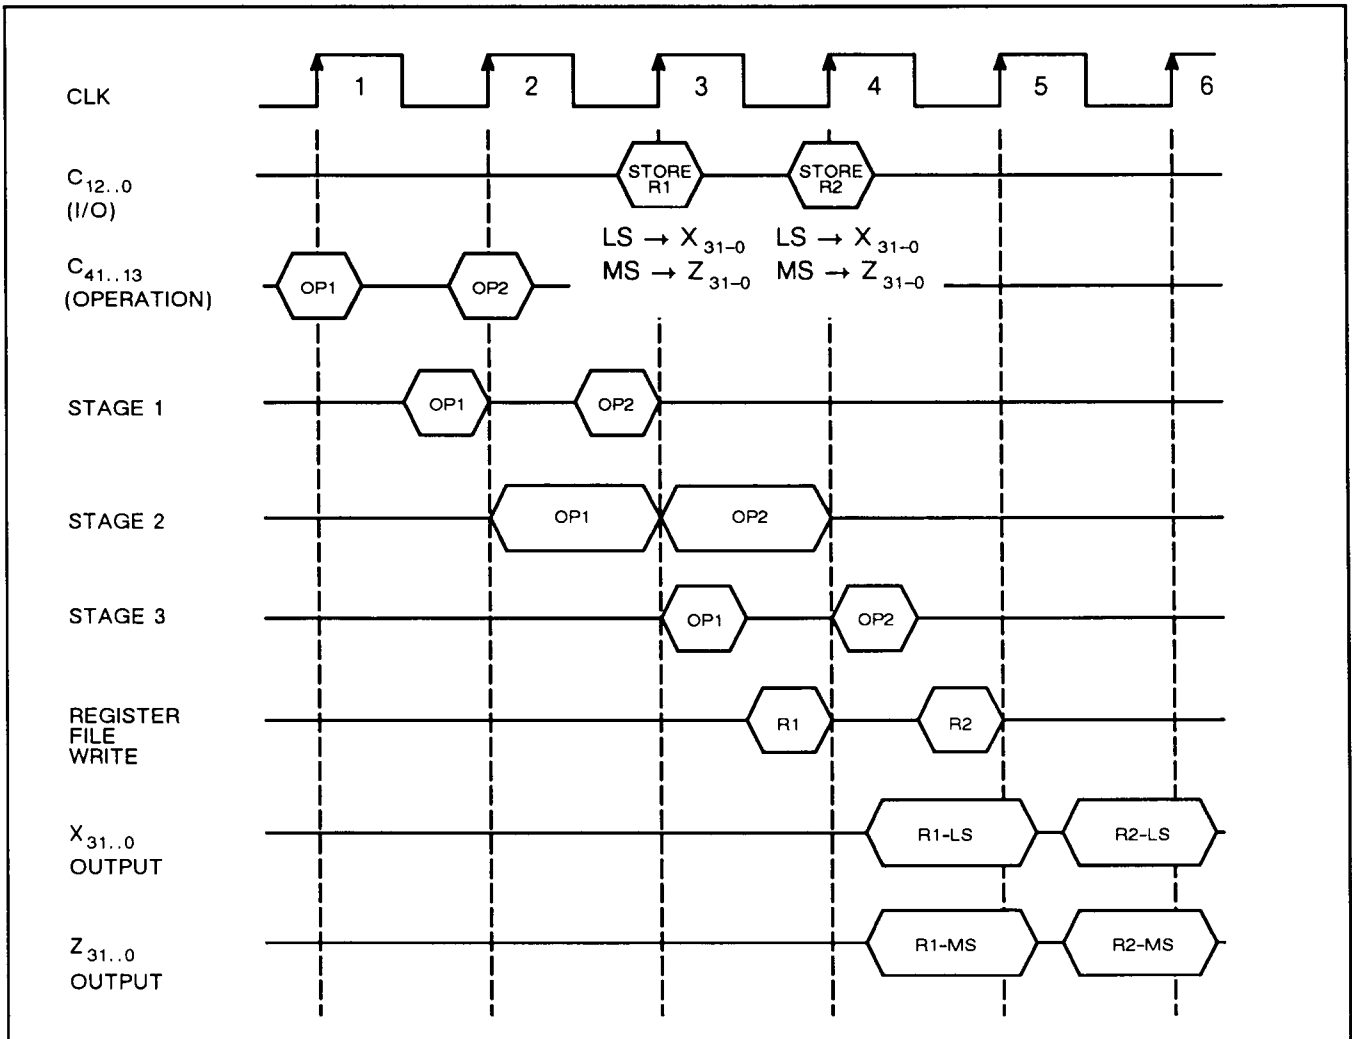 CLK
1 2 3 4 5 6
C12..0
(I/O)
STORE
R1
STORE
R2
LS → X31-0
LS → X31-0
MS → Z31-0
MS → Z31-0
C41..13
(OPERATION)
OP1
OP2
STAGE 1
OP1
OP2
STAGE 2
OP1
OP2
STAGE 3
OP1
OP2
REGISTER
FILE
WRITE
R1
R2
X31..0
OUTPUT
R1-LS
R2-LS
Z31..0
OUTPUT
R1-MS
R2-MS